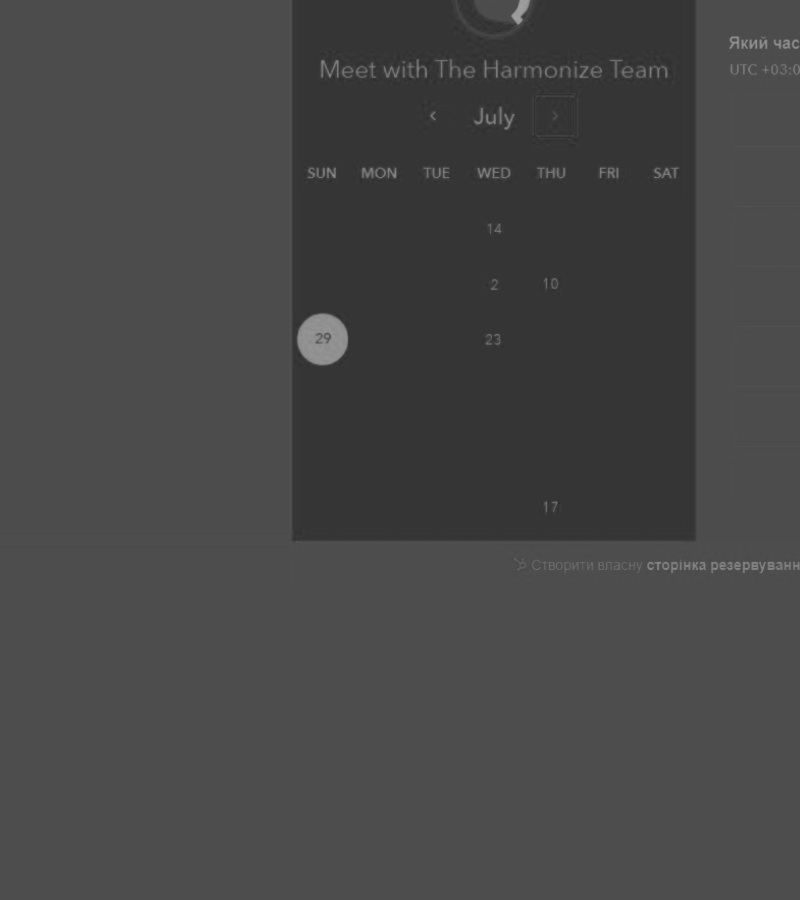 Який час
UTC +03:0
Meet with The Harmonize Team
July
SUN MON TUE WED THU FRI SAT
14
2 10
29 23
17
Створити власну сторінка резервуванн